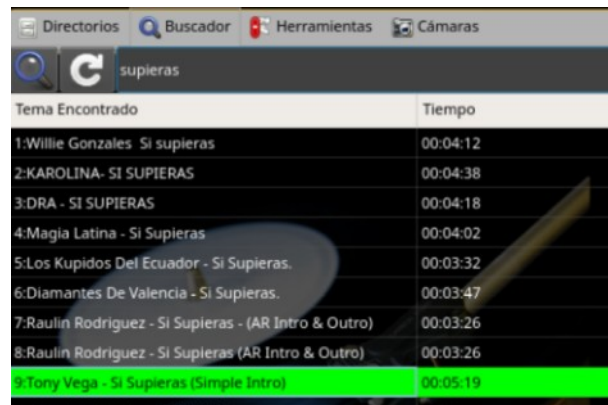 Directorios Buscador Herramientas Cámaras
supieras
Tema Encontrado Tiempo
1:Willie Gonzales Si supieras 00:04:12
2:KAROLINA- SI SUPIERAS 00:04:38
3:DRA - SI SUPIERAS 00:04:18
4:Magia Latina - Si Supieras 00:04:02
5:Los Kupidos Del Ecuador - Si Supieras. 00:03:32
6:Diamantes De Valencia - Si Supieras. 00:03:47
7:Raulin Rodriguez - Si Supieras - (AR Intro & Outro) 00:03:26
8:Raulin Rodriguez - Si Supieras (AR Intro & Outro) 00:03:26
9:Tony Vega - Si Supieras (Simple Intro) 00:05:19